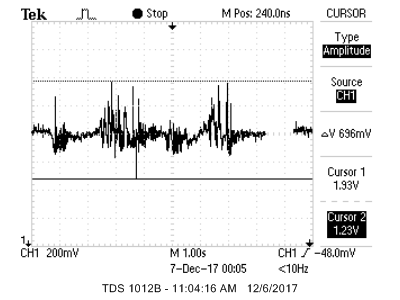 Tek Stop M Pos: 240.0ns CURSOR
Type
Amplitude
Source
CH1
△V 696mV
Cursor 1
1.93V
Cursor 2
1.23V
1
CH1 200mV M 1.00s CH1 ∫ -48.0mV
7-Dec-17 00:05 <10Hz
TDS 1012B - 11:04:16 AM 12/6/2017